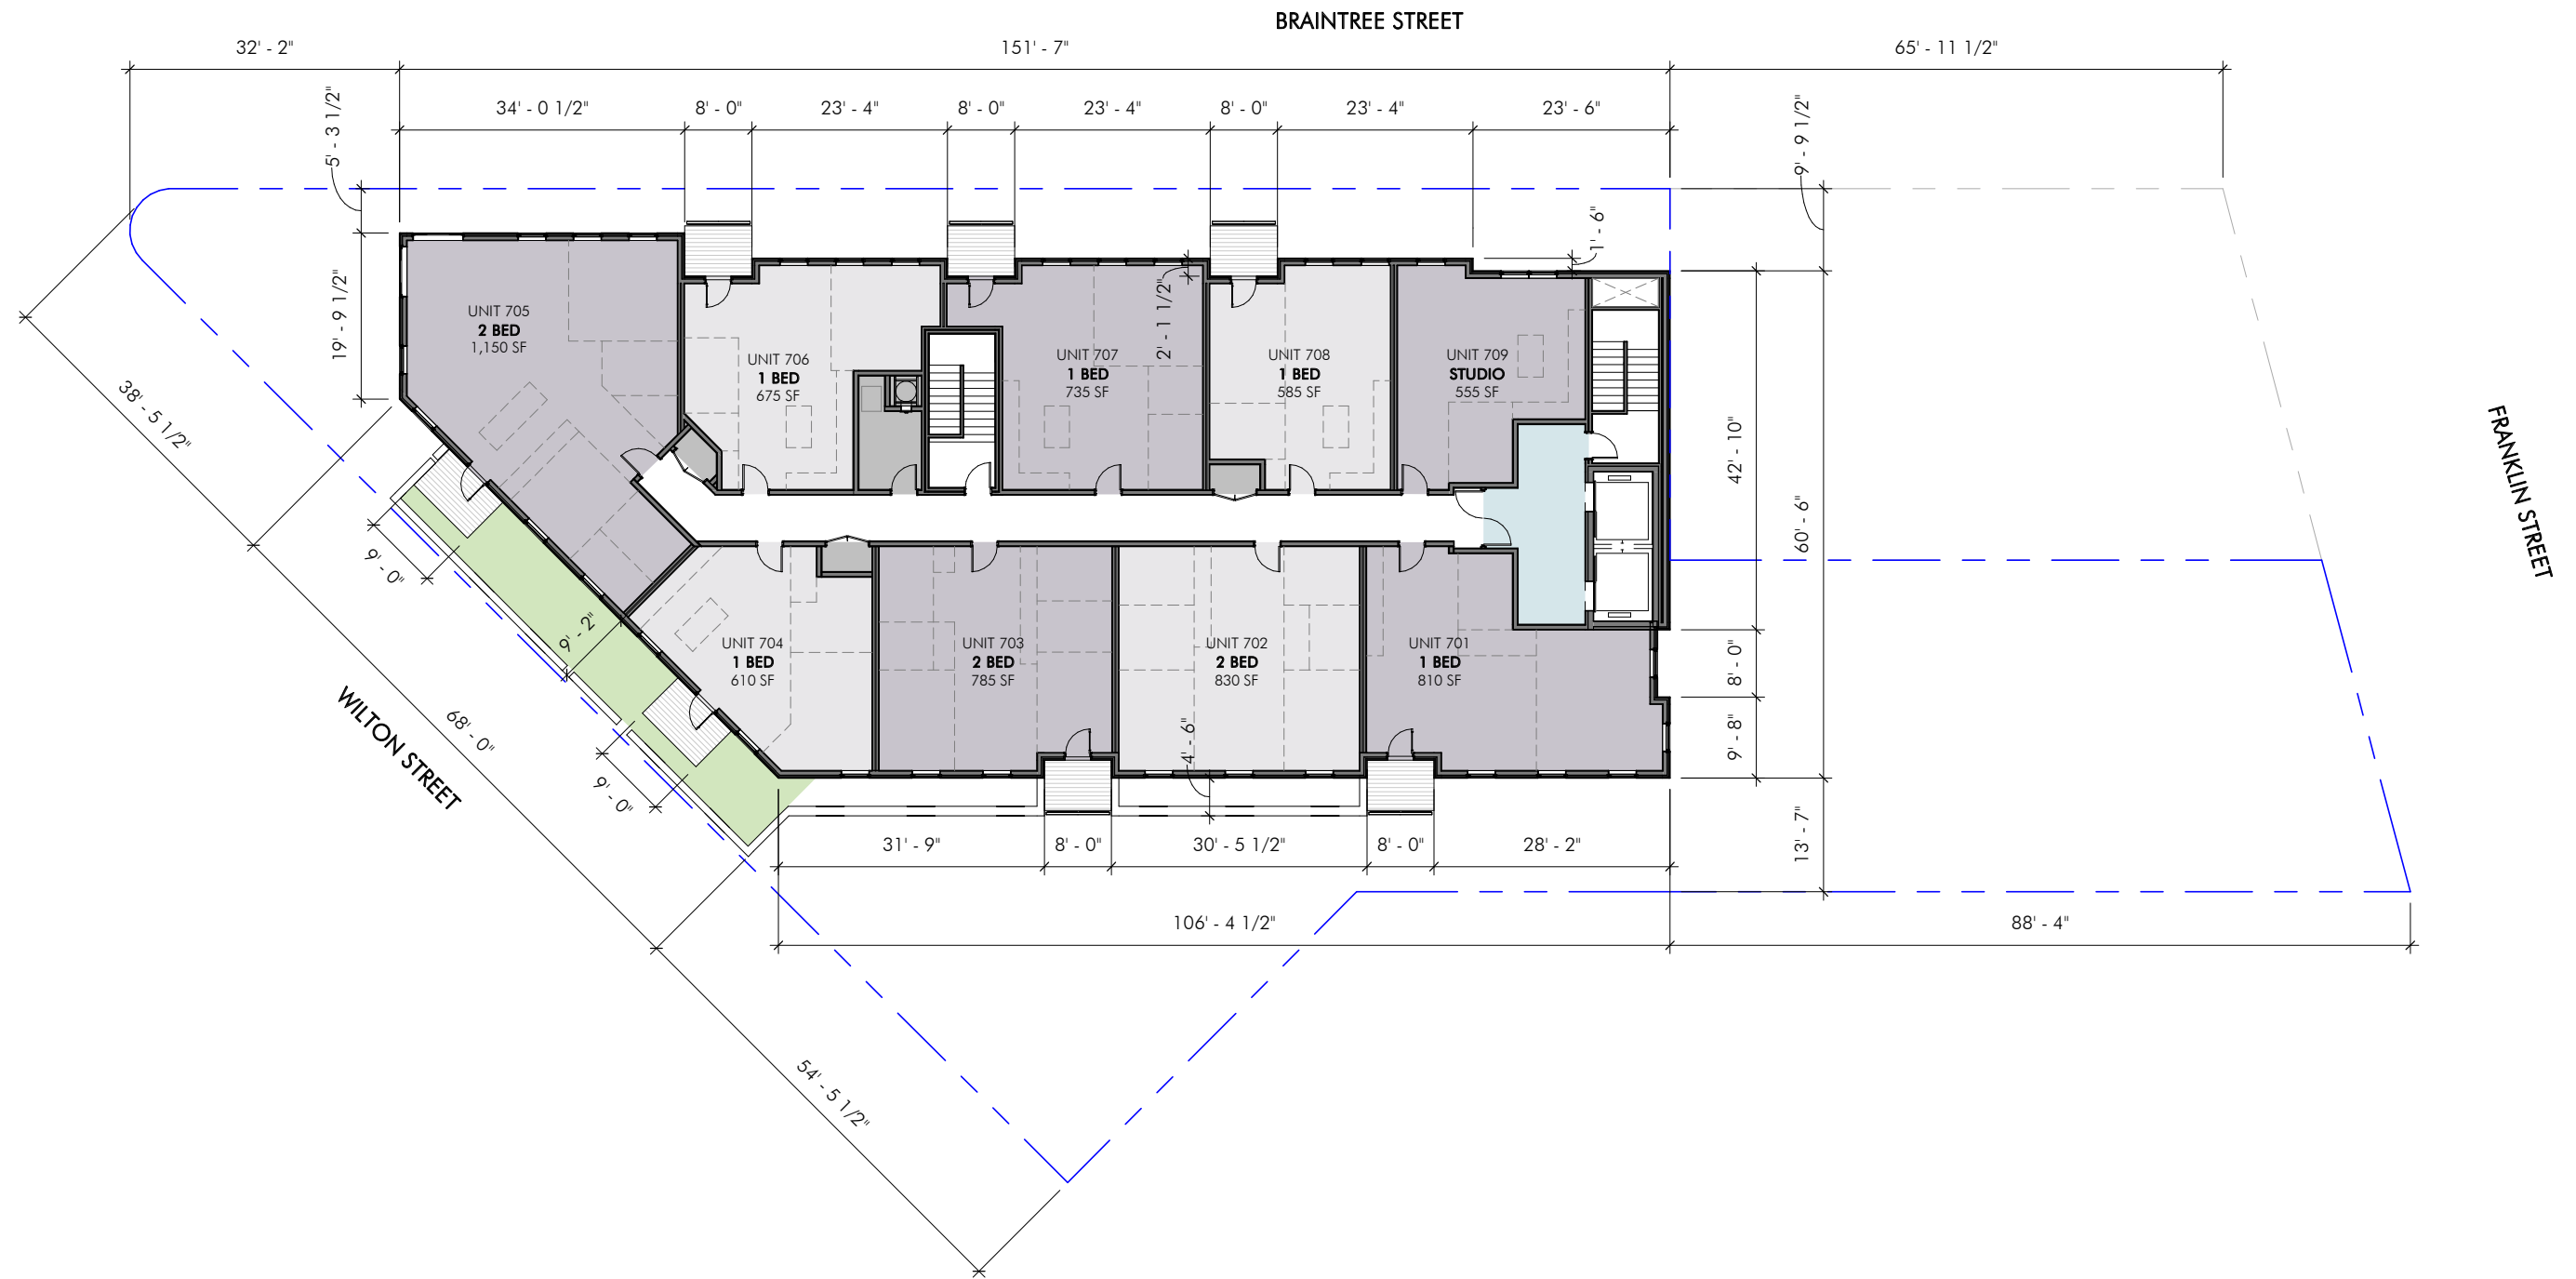 BRAINTREE STREET
32' - 2"
151' - 7"
65' - 11 1/2"
34' - 0 1/2"
8' - 0"
23' - 4"
8' - 0"
23' - 4"
8' - 0"
23' - 4"
23' - 6"
5' - 3 1/2"
9' - 9 1/2"
1' - 6"
19' - 9 1/2"
2' - 1 1/2"
UNIT 705
2 BED
1,150 SF
UNIT 706
1 BED
675 SF
UNIT 707
1 BED
735 SF
UNIT 708
1 BED
585 SF
UNIT 709
STUDIO
555 SF
38' - 5 1/2"
42' - 10"
60' - 6"
FRANKLIN STREET
9' - 0"
9' - 2"
UNIT 704
1 BED
610 SF
UNIT 703
2 BED
785 SF
UNIT 702
2 BED
830 SF
UNIT 701
1 BED
810 SF
8' - 0"
9' - 8"
4' - 6"
WILTON STREET
68' - 0"
9' - 0"
13' - 7"
31' - 9"
8' - 0"
30' - 5 1/2"
8' - 0"
28' - 2"
106' - 4 1/2"
88' - 4"
54' - 5 1/2"